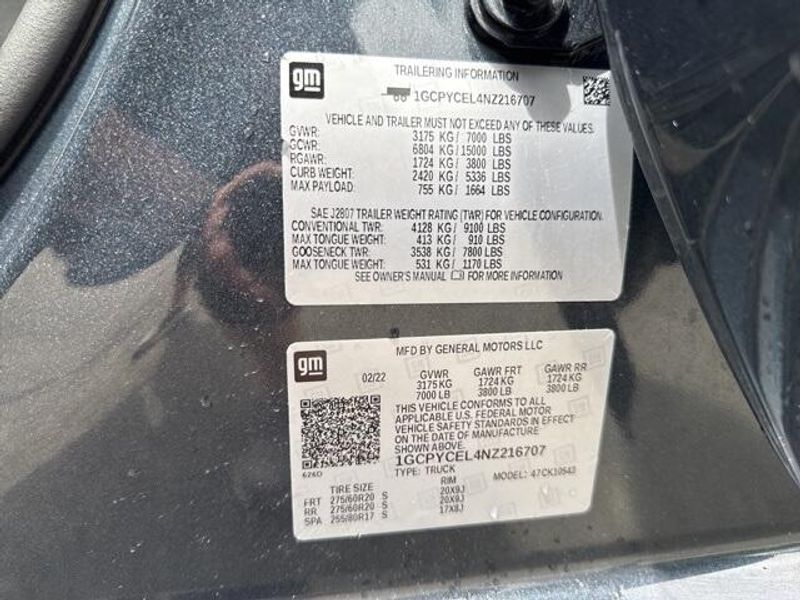 gm
TRAILERING INFORMATION
1GCPYCEL4NZ216707
VEHICLE AND TRAILER MUST NOT EXCEED ANY OF THESE VALUES.
GVWR: 3175 KG / 7000 LBS
GCWR: 6804 KG / 15000 LBS
RGAWR: 1724 KG / 3800 LBS
CURB WEIGHT: 2420 KG / 5336 LBS
MAX PAYLOAD: 755 KG / 1664 LBS
SAE J2807 TRAILER WEIGHT RATING (TWR) FOR VEHICLE CONFIGURATION.
CONVENTIONAL TWR: 4128 KG / 9100 LBS
MAX TONGUE WEIGHT: 413 KG / 910 LBS
GOOSENECK TWR: 3538 KG / 7800 LBS
MAX TONGUE WEIGHT: 531 KG / 1170 LBS
SEE OWNER'S MANUAL FOR MORE INFORMATION
gm
MFD BY GENERAL MOTORS LLC
02/22 GVWR GAWR FRT GAWR RR
3175 KG 1724 KG 1724 KG
7000 LB 3800 LB 3800 LB
THIS VEHICLE CONFORMS TO ALL
APPLICABLE U.S. FEDERAL MOTOR
VEHICLE SAFETY STANDARDS IN EFFECT
ON THE DATE OF MANUFACTURE
SHOWN ABOVE.
1GCPYCEL4NZ216707
626O
TYPE: TRUCK MODEL: 47CK10543
TIRE SIZE RIM
FRT 275/60R20 S 20X9J
RR 275/60R20 S 20X9J
SPA 255/80R17 S 17X8J